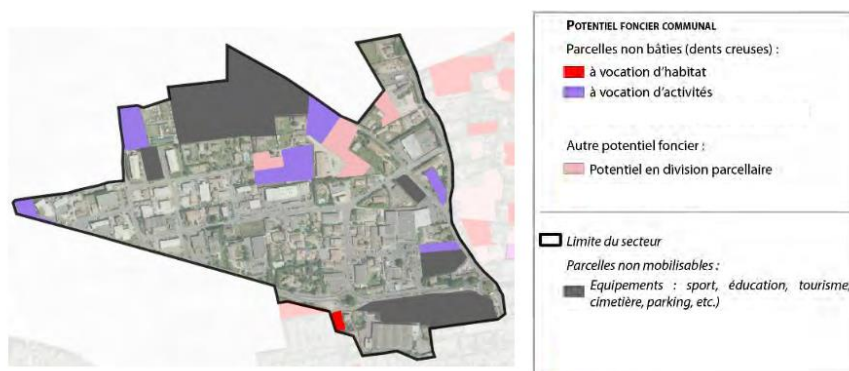 POTENTIEL FONCIER COMMUNAL
Parcelles non bâties (dents creuses) :
à vocation d'habitat
à vocation d'activités
Autre potentiel foncier :
Potentiel en division parcellaire
Limite du secteur
Parcelles non mobilisables :
Equipements : sport, éducation, tourisme,
cimetière, parking, etc.)